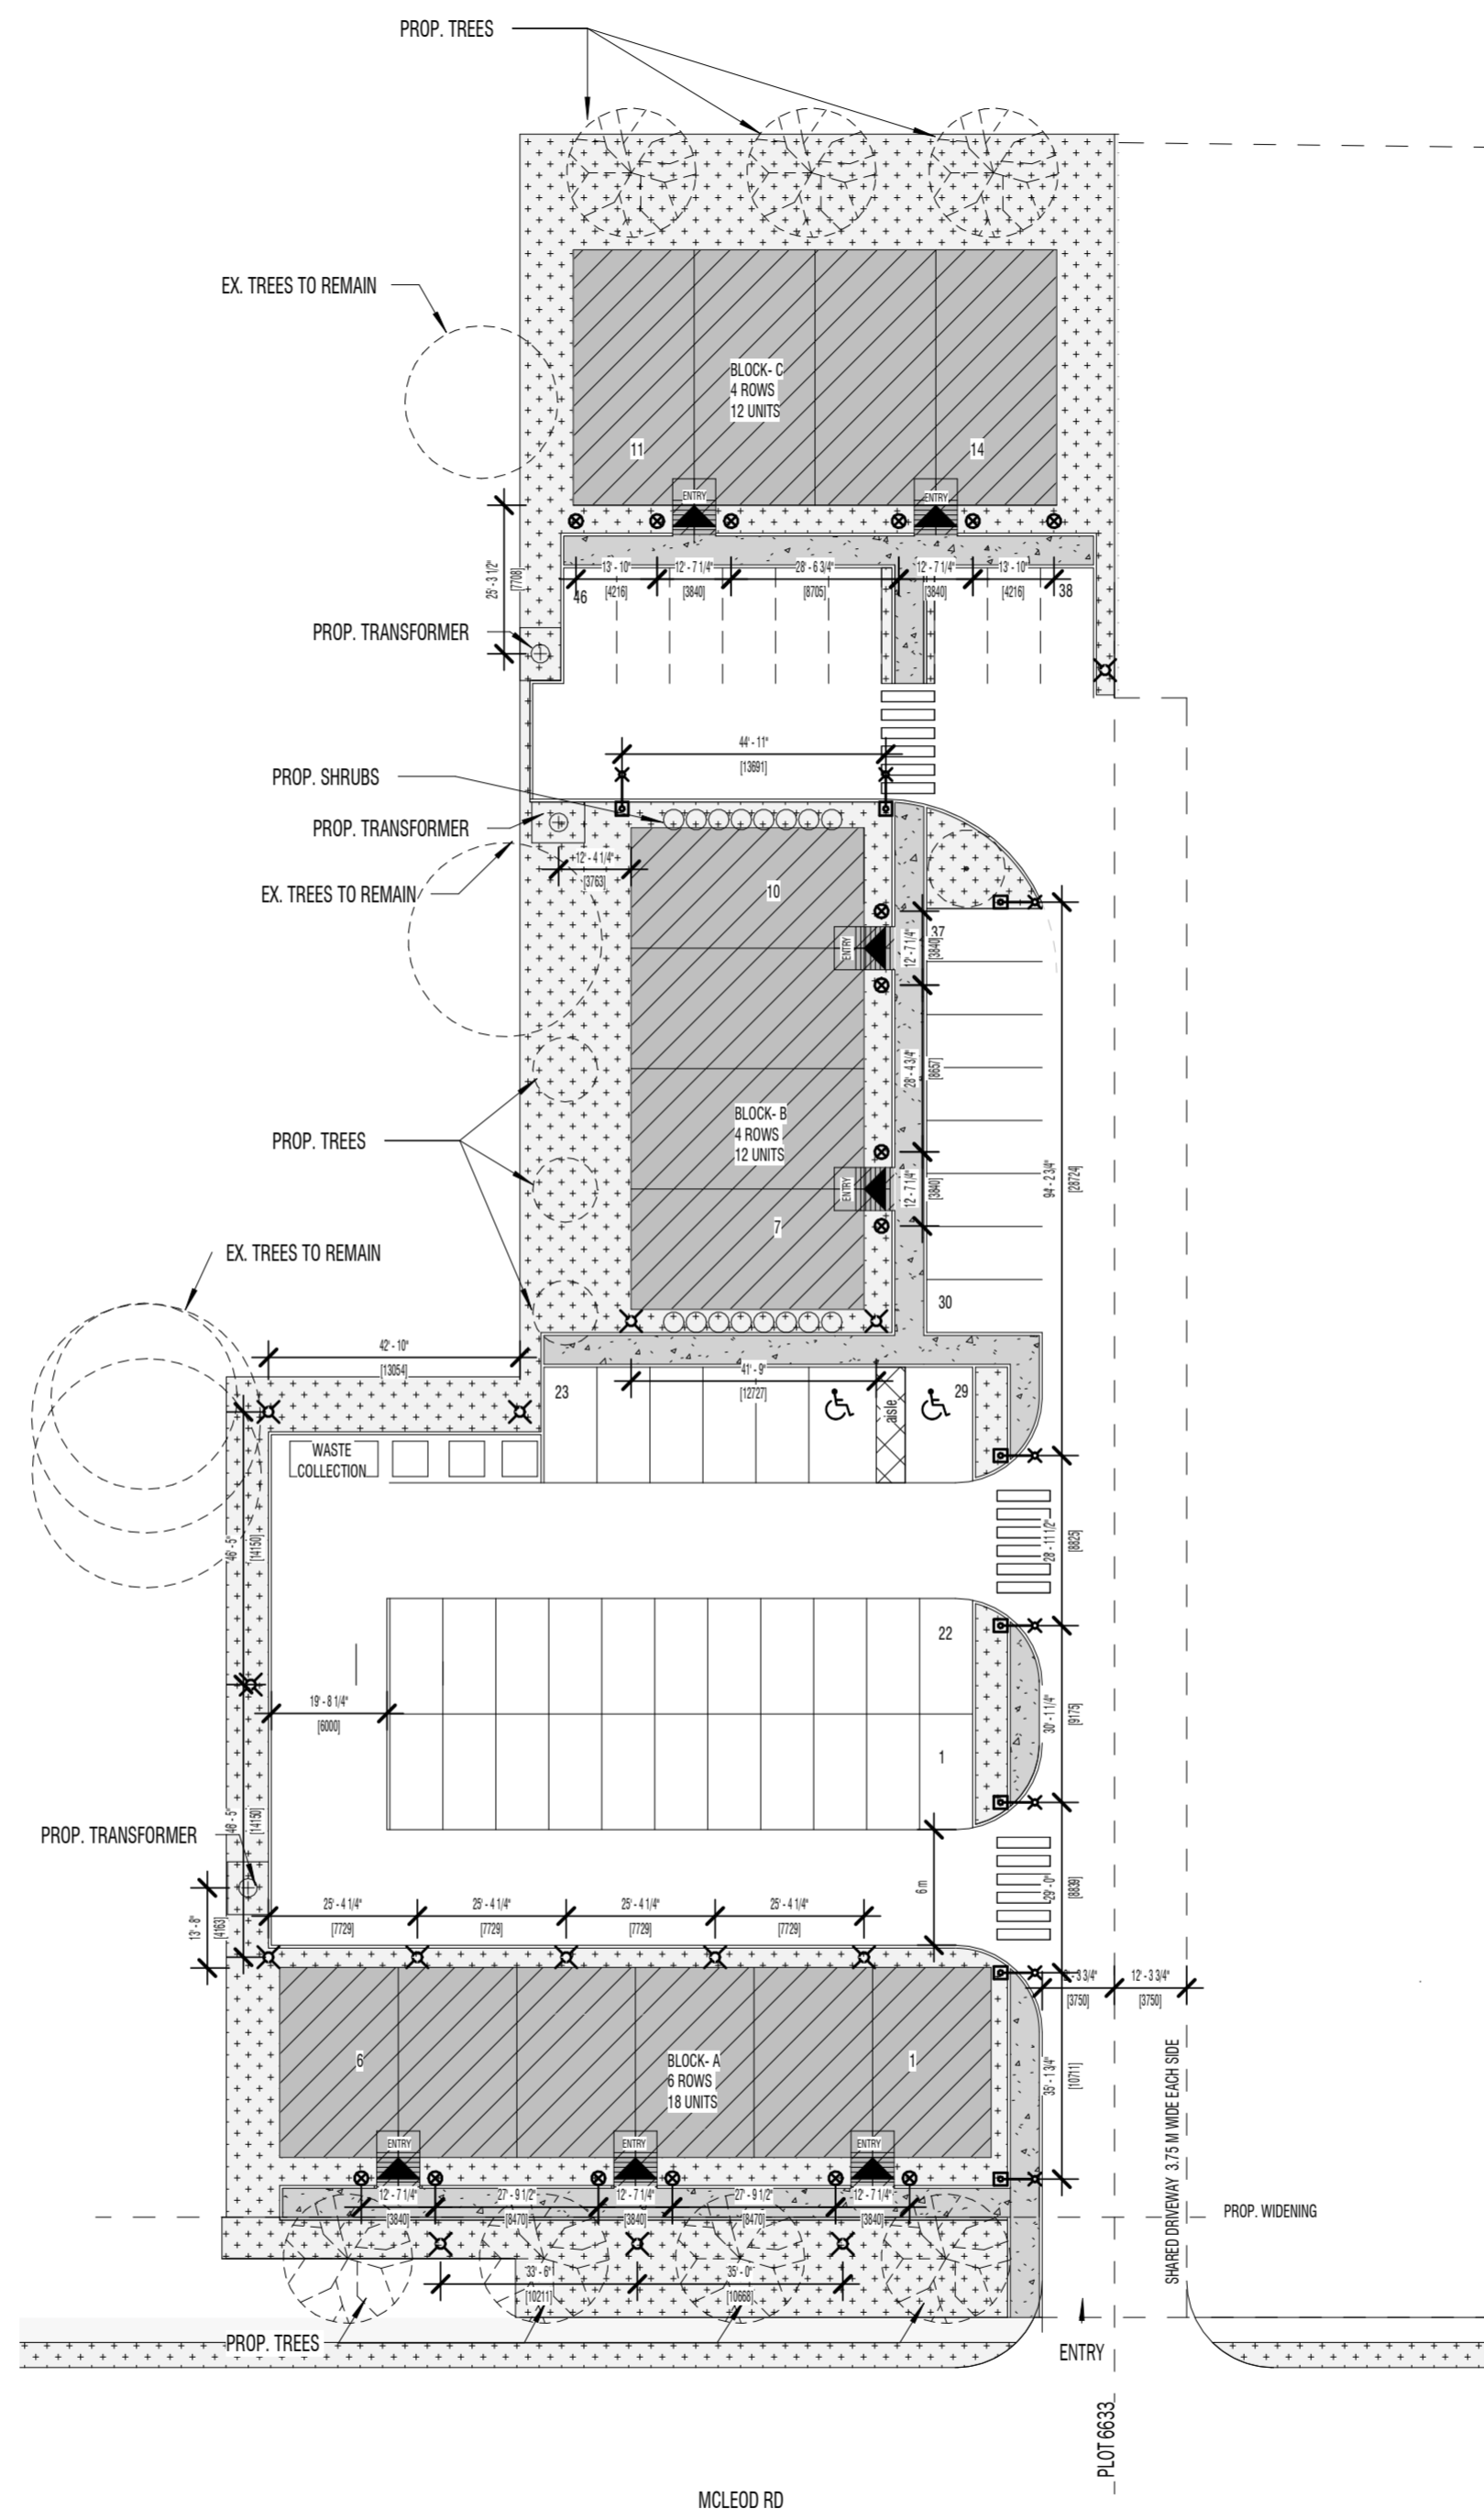 PROP. TREES
EX. TREES TO REMAIN
BLOCK- C
4 ROWS
12 UNITS
11
14
ENTRY
ENTRY
25' - 3 1/2"
[7708]
13' - 10"
[4216]
12' - 7 1/4"
[3840]
28' - 6 3/4"
[8705]
12' - 7 1/4"
[3840]
13' - 10"
[4216]
46
38
PROP. TRANSFORMER
44' - 11"
[13691]
PROP. SHRUBS
PROP. TRANSFORMER
12' - 4 1/4"
[3763]
EX. TREES TO REMAIN
10
37
ENTRY
12' - 7 1/4"
[3840]
28' - 4 3/4"
[8657]
BLOCK- B
4 ROWS
12 UNITS
PROP. TREES
ENTRY
12' - 7 1/4"
[3840]
94' - 2 3/4"
[28724]
7
EX. TREES TO REMAIN
30
42' - 10"
[13054]
41' - 9"
[12727]
23
29
aisle
WASTE
COLLECTION
46' - 5"
[14150]
28' - 11 1/2"
[8825]
22
19' - 8 1/4"
[6000]
30' - 1 1/4"
[9175]
1
46' - 5"
[14150]
PROP. TRANSFORMER
6 m
29' - 0"
[8839]
25' - 4 1/4"
[7729]
25' - 4 1/4"
[7729]
25' - 4 1/4"
[7729]
25' - 4 1/4"
[7729]
13' - 8"
[4163]
' - 3 3/4"
[3750]
12' - 3 3/4"
[3750]
6
BLOCK- A
6 ROWS
18 UNITS
1
35' - 1 3/4"
[10711]
ENTRY
ENTRY
ENTRY
12' - 7 1/4"
[3840]
27' - 9 1/2"
[8470]
12' - 7 1/4"
[3840]
27' - 9 1/2"
[8470]
12' - 7 1/4"
[3840]
SHARED DRIVEWAY 3.75 M WIDE EACH SIDE
PROP. WIDENING
33' - 6"
[10211]
35' - 0"
[10668]
PROP. TREES
ENTRY
PLOT 6633
MCLEOD RD